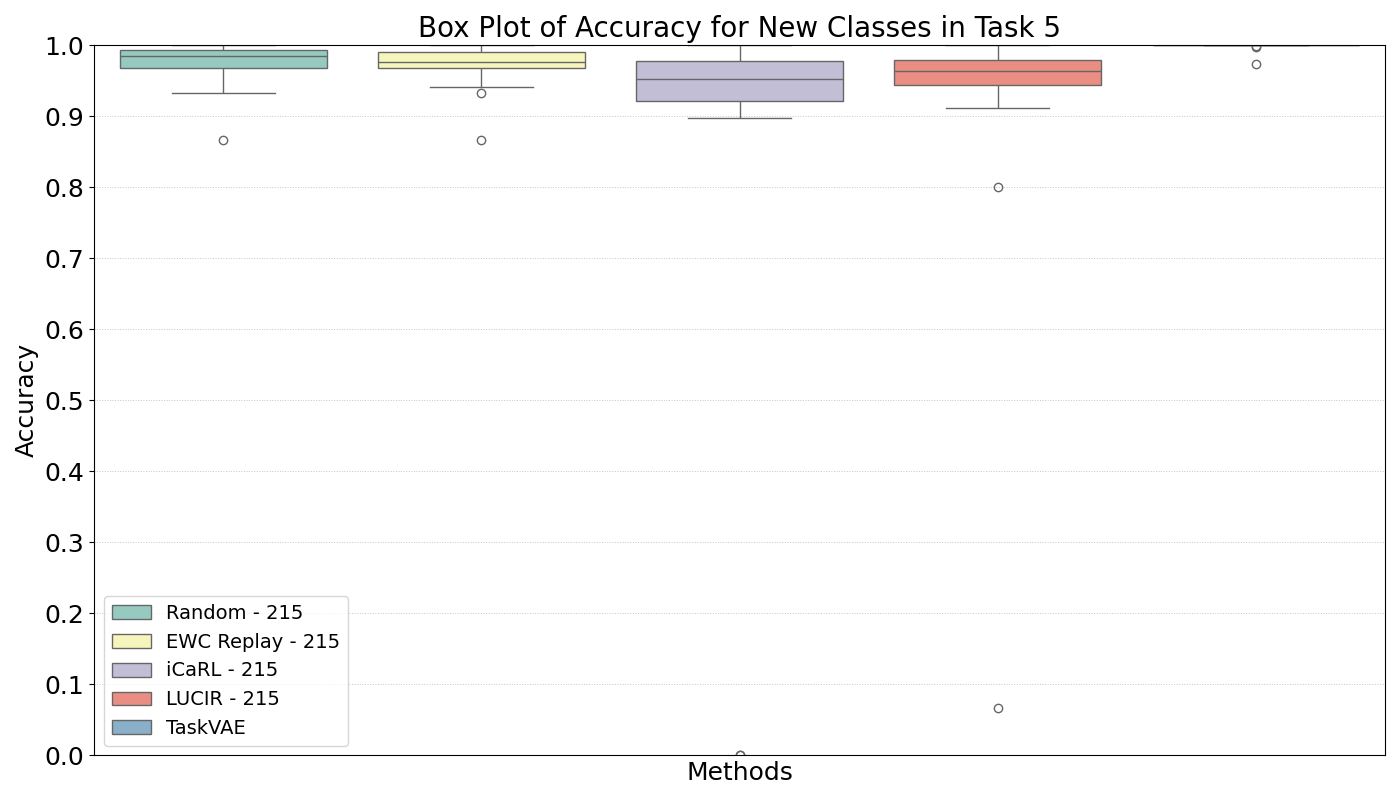 Box Plot of Accuracy for New Classes in Task 5
1.0
0.9
0.8
0.7
0.6
0.5
0.4
0.3
0.2
0.1
0.0
Accuracy
Random - 215
EWC Replay - 215
iCaRL - 215
LUCIR - 215
TaskVAE
Methods